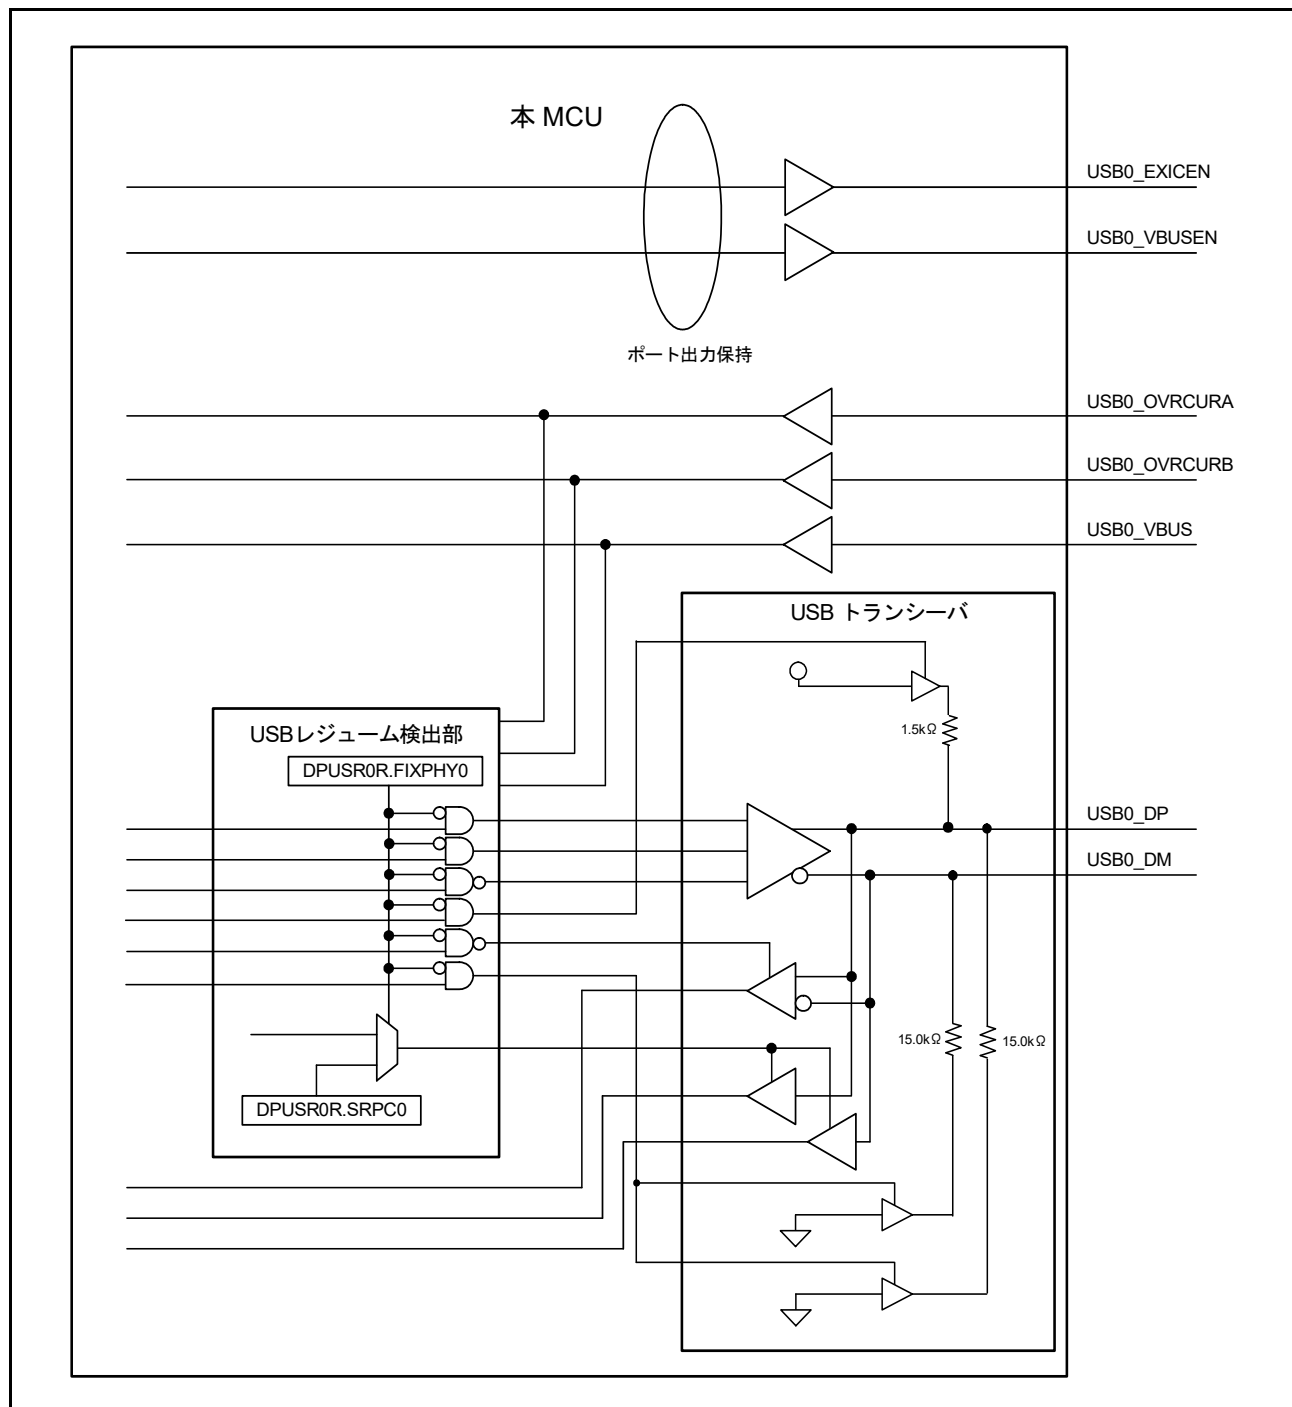 本 MCU
USB0_EXICEN
USB0_VBUSEN
ポート出力保持
USB0_OVRCURA
USB0_OVRCURB
USB0_VBUS
USB トランシーバ
1.5kΩ
USBレジューム検出部
DPUSR0R.FIXPHY0
USB0_DP
USB0_DM
15.0kΩ
15.0kΩ
DPUSR0R.SRPC0